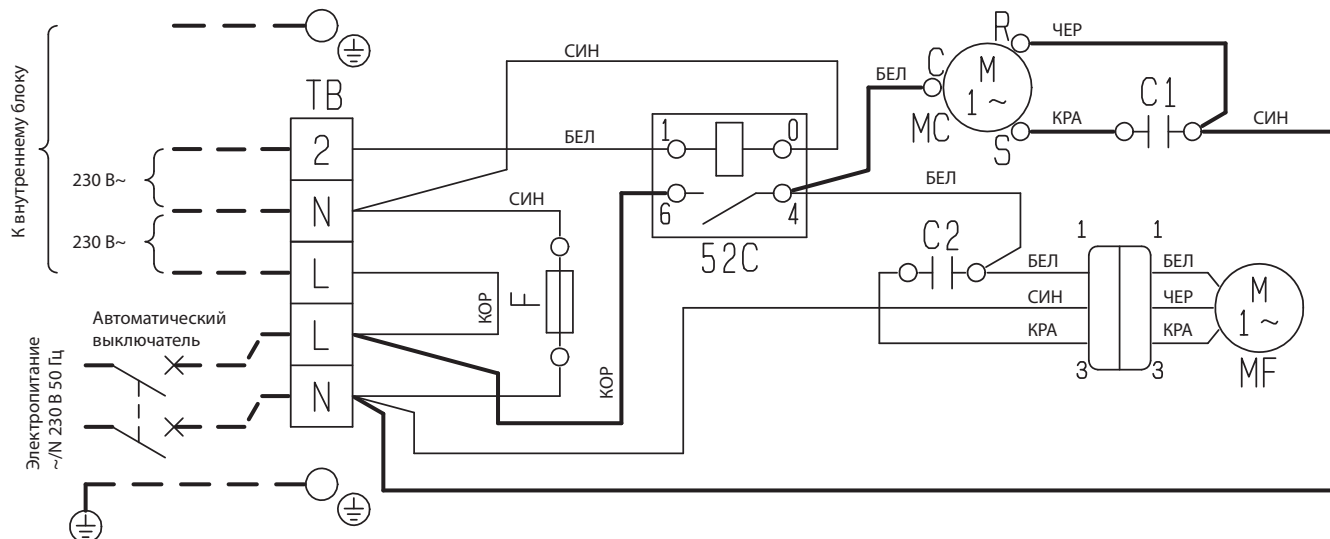 К внутреннему блоку
230 В~
230 В~
Электропитание
~/N 230 В 50 Гц
Автоматический
выключатель
TB
2
N
L
L
N
СИН
БЕЛ
СИН
КОР
F
КОР
1
0
6
4
52C
БЕЛ
C
R
S
M
1 ~
MC
ЧЕР
КРА
C1
СИН
БЕЛ
C2
БЕЛ
СИН
КРА
1
1
3
3
БЕЛ
ЧЕР
КРА
M
1 ~
MF